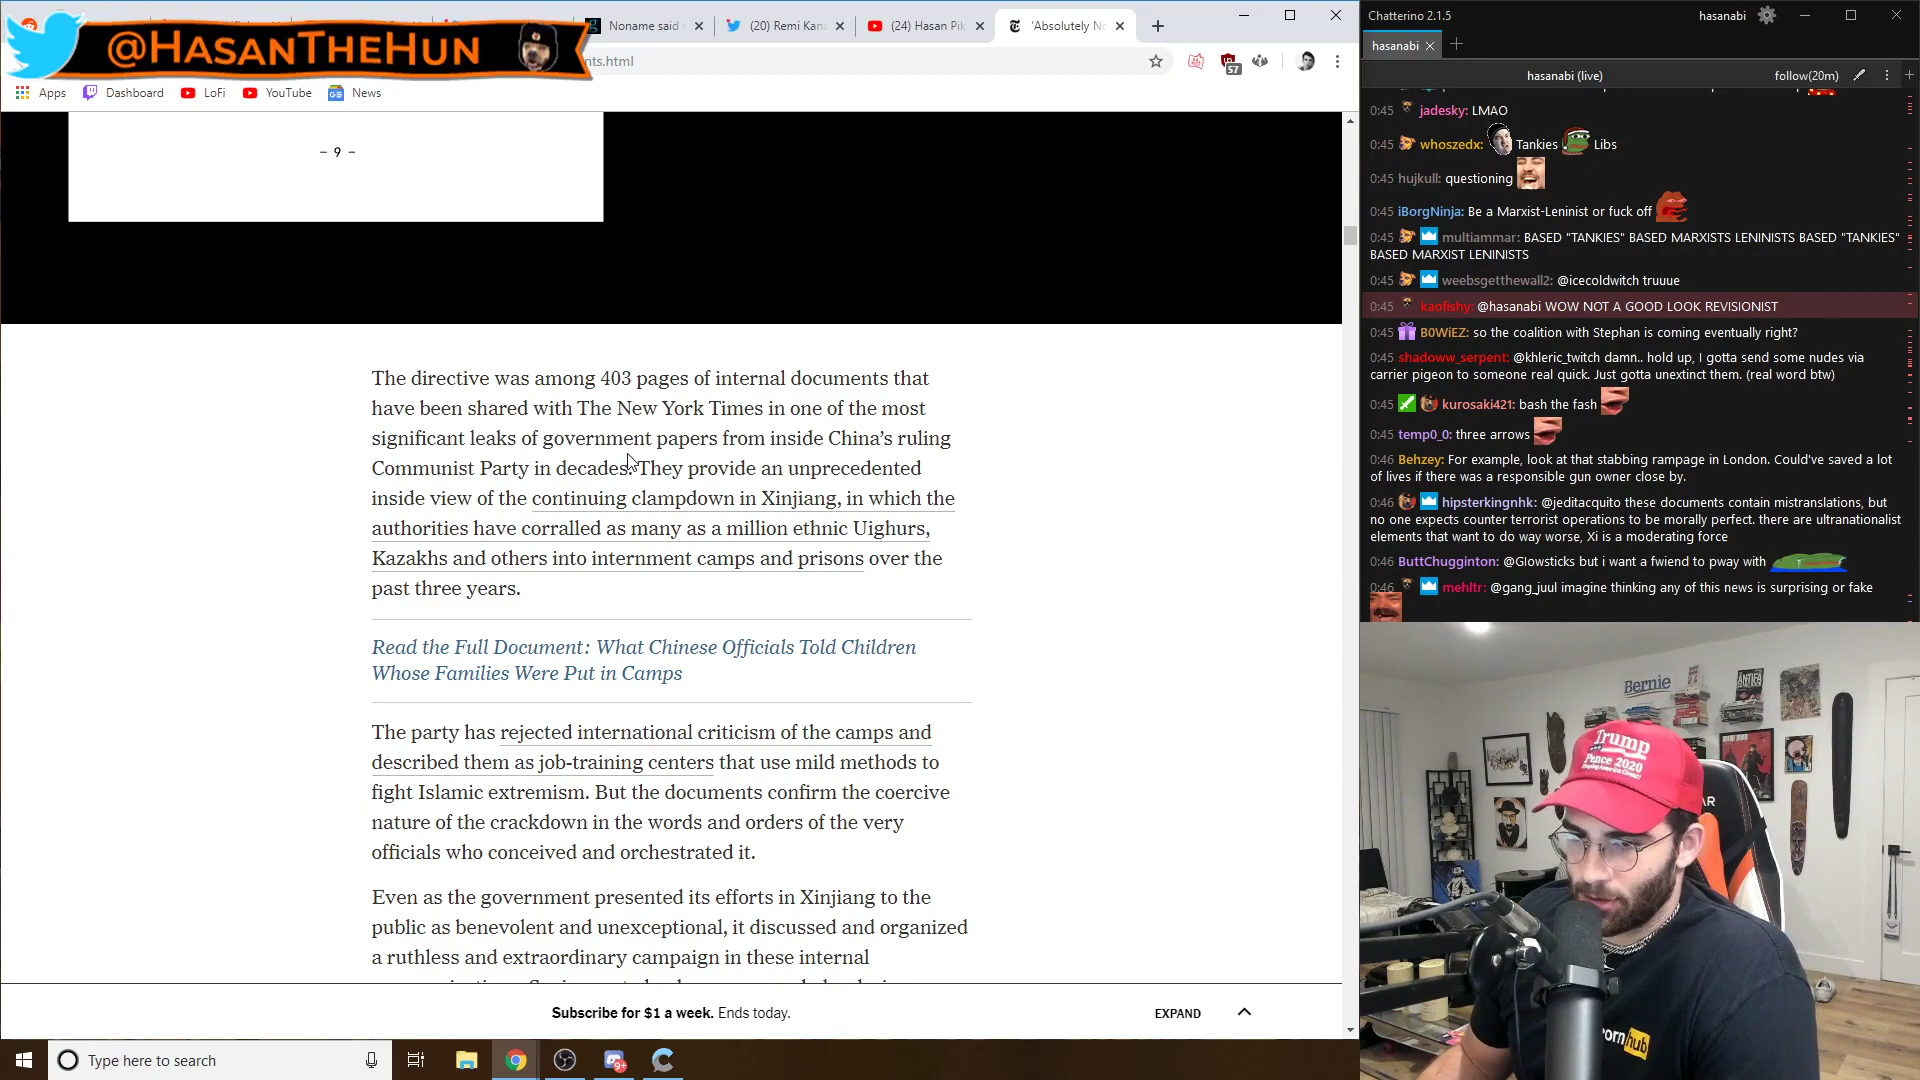 @HASANTHEHUN
Noname said
(20) Remi Kan
(24) Hasan Pik
'Absolutely No
nts.html
57
Apps
Dashboard
LoFi
YouTube
News
- 9 -
The directive was among 403 pages of internal documents that
have been shared with The New York Times in one of the most
significant leaks of government papers from inside China's ruling
Communist Party in decades. They provide an unprecedented
inside view of the continuing clampdown in Xinjiang, in which the
authorities have corralled as many as a million ethnic Uighurs,
Kazakhs and others into internment camps and prisons over the
past three years.
Read the Full Document: What Chinese Officials Told Children
Whose Families Were Put in Camps
The party has rejected international criticism of the camps and
described them as job-training centers that use mild methods to
fight Islamic extremism. But the documents confirm the coercive
nature of the crackdown in the words and orders of the very
officials who conceived and orchestrated it.
Even as the government presented its efforts in Xinjiang to the
public as benevolent and unexceptional, it discussed and organized
a ruthless and extraordinary campaign in these internal
Subscribe for $1 a week. Ends today.
EXPAND
Type here to search
9+
Chatterino 2.1.5
hasanabi
hasanabi
hasanabi (live)
follow(20m)
0:45 jadesky: LMAO
0:45 whoszedx: Tankies Libs
0:45 hujkull: questioning
0:45 iBorgNinja: Be a Marxist-Leninist or fuck off
0:45 multiammar: BASED "TANKIES" BASED MARXISTS LENINISTS BASED "TANKIES"
BASED MARXIST LENINISTS
0:45 weebsgetthewall2: @icecoldwitch truuue
0:45 kaofishy: @hasanabi WOW NOT A GOOD LOOK REVISIONIST
0:45 B0WiEZ: so the coalition with Stephan is coming eventually right?
0:45 shadoww_serpent: @khleric_twitch damn.. hold up, I gotta send some nudes via
carrier pigeon to someone real quick. Just gotta unextinct them. (real word btw)
0:45 kurosaki421: bash the fash
0:45 temp0_0: three arrows
0:46 Behzey: For example, look at that stabbing rampage in London. Could've saved a lot
of lives if there was a responsible gun owner close by.
0:46 hipsterkingnhk: @jeditacquito these documents contain mistranslations, but
no one expects counter terrorist operations to be morally perfect. there are ultranationalist
elements that want to do way worse, Xi is a moderating force
0:46 ButtChugginton: @Glowsticks but i want a fwiend to pway with
0:46 mehltr: @gang_juul imagine thinking any of this news is surprising or fake
Bernie
ANTIFA
Trump
Pence 2020
AR
Porn hub